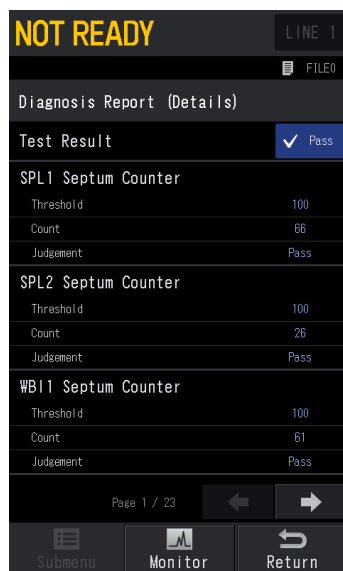 NOT READY LINE 1
FILE0
Diagnosis Report (Details)
Test Result Pass
SPL1 Septum Counter
Threshold 100
Count 66
Judgement Pass
SPL2 Septum Counter
Threshold 100
Count 26
Judgement Pass
WBI1 Septum Counter
Threshold 100
Count 61
Judgement Pass
Page 1 / 23
Submenu Monitor Return